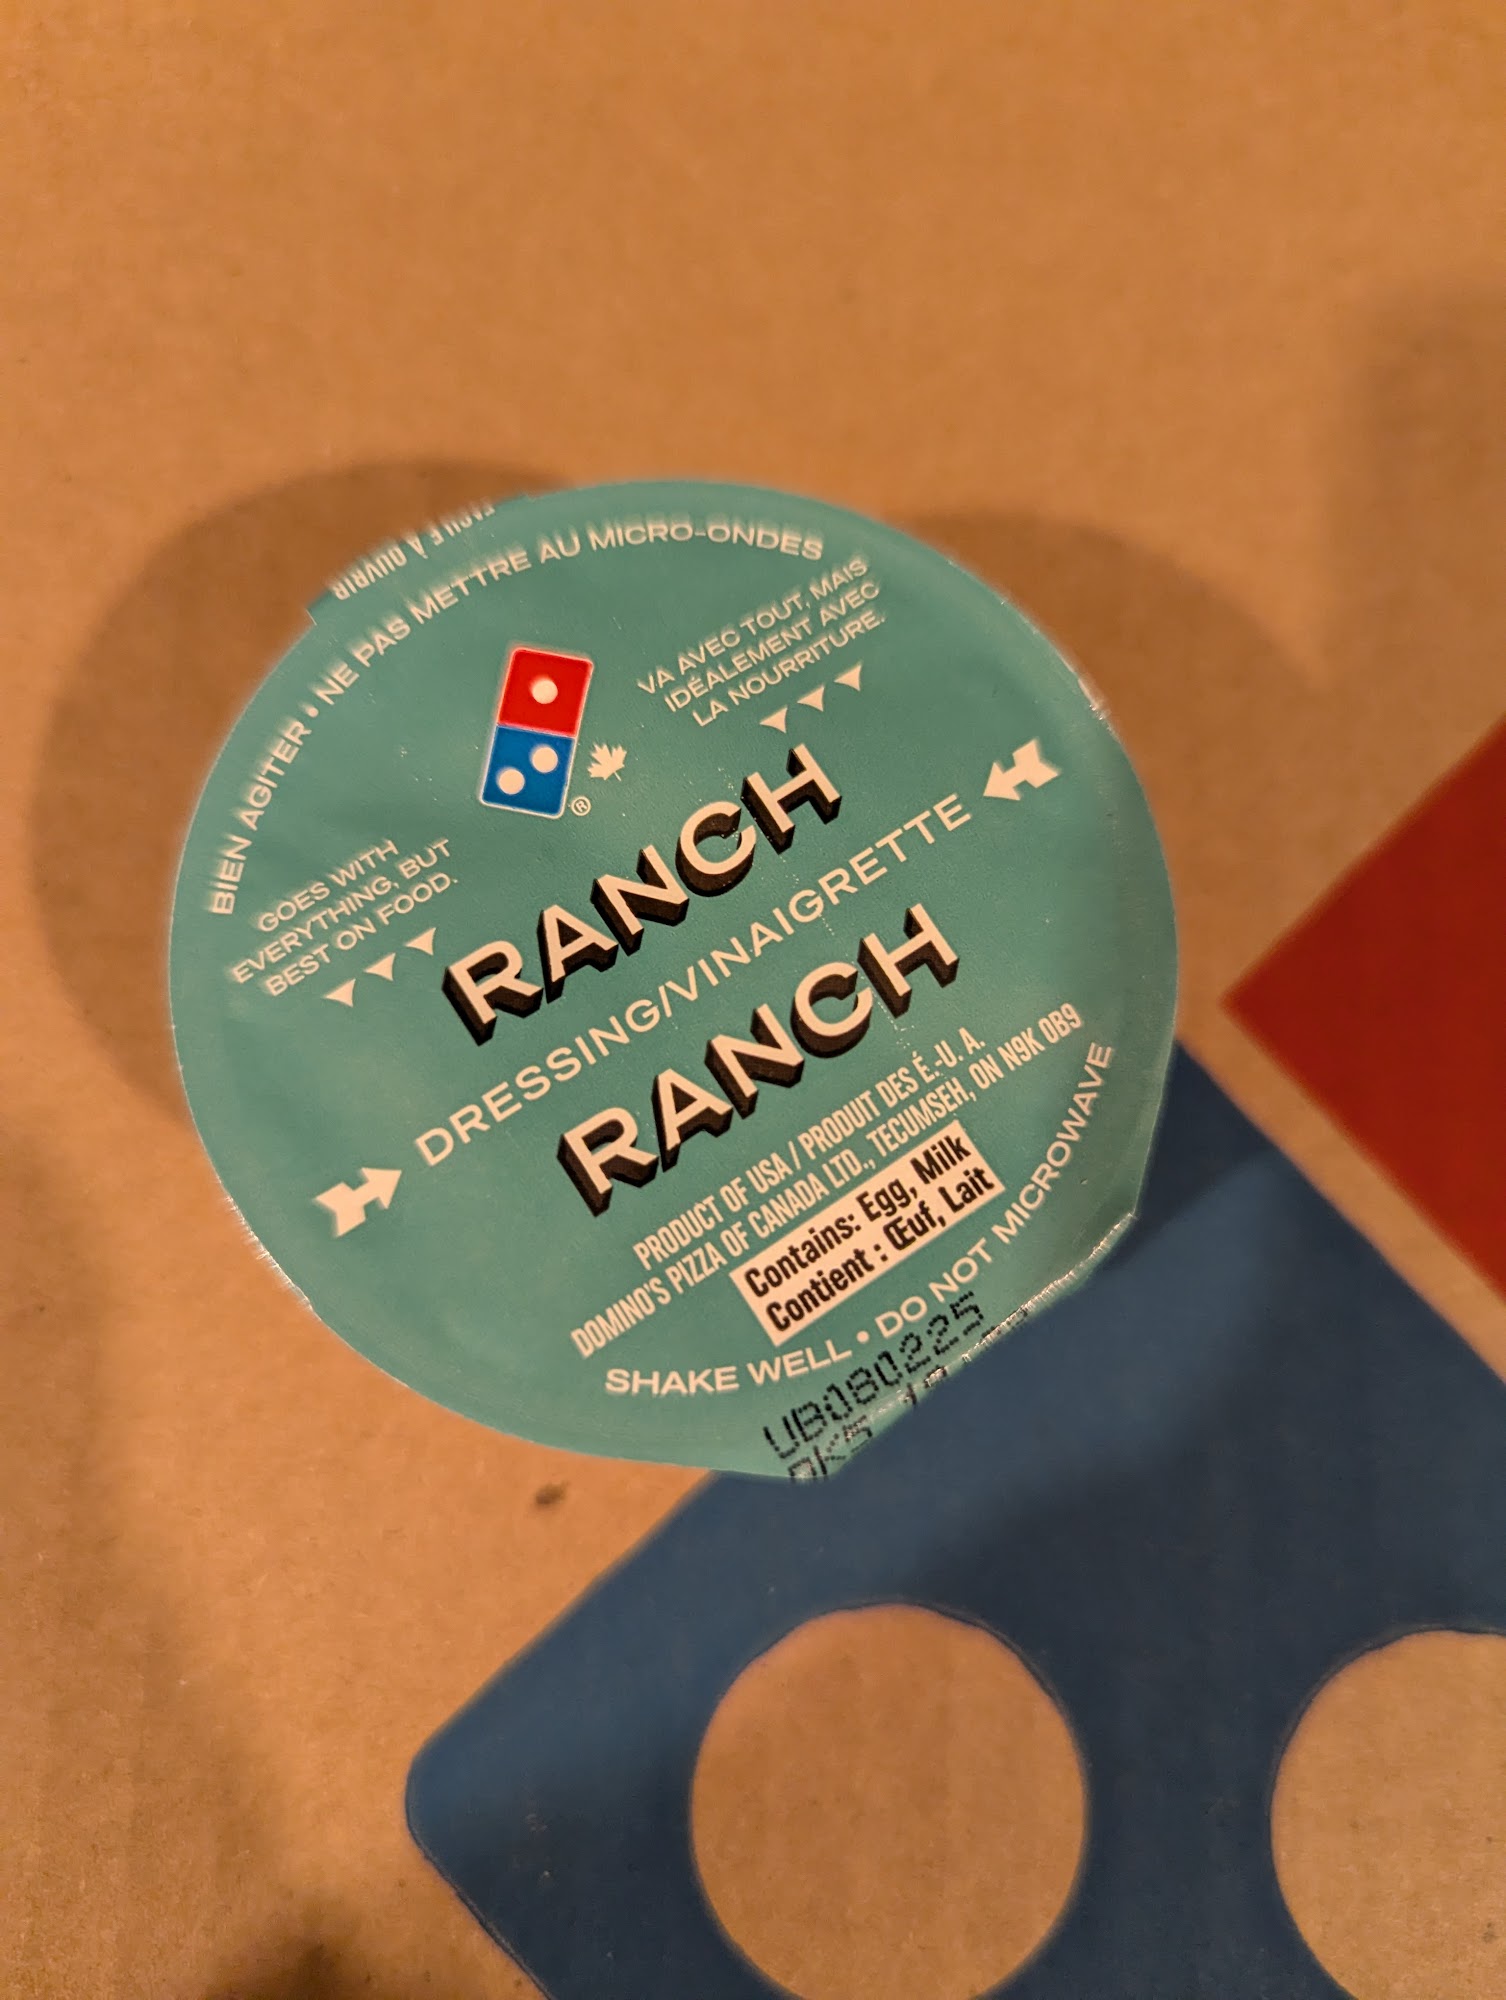 FACILE À OUVRIR
BIEN AGITER • NE PAS METTRE AU MICRO-ONDES
VA AVEC TOUT, MAIS
IDÉALEMENT AVEC
LA NOURRITURE.
®
GOES WITH
EVERYTHING, BUT
BEST ON FOOD.
RANCH
DRESSING/VINAIGRETTE
RANCH
PRODUCT OF USA / PRODUIT DES É.-U. A.
DOMINO'S PIZZA OF CANADA LTD., TECUMSEH, ON N9K 0B9
Contains: Egg, Milk
Contient : Œuf, Lait
SHAKE WELL • DO NOT MICROWAVE
UB080225